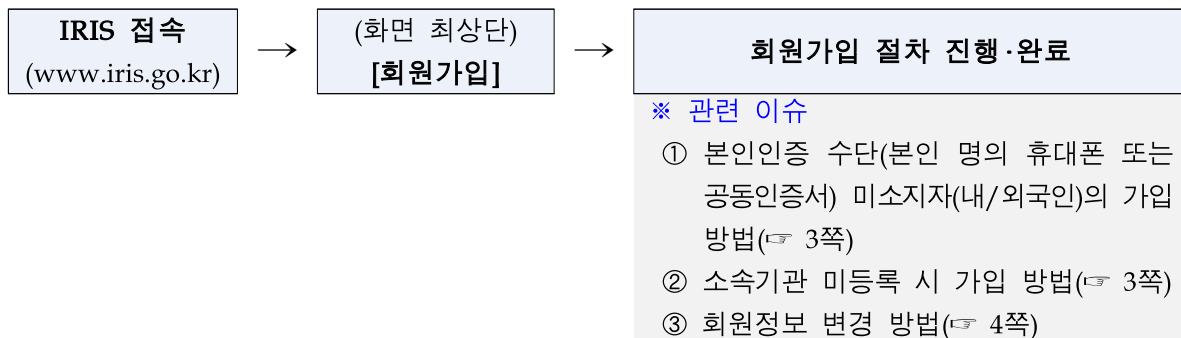 IRIS 접속
(www.iris.go.kr)
→
(화면 최상단)
[회원가입]
→
회원가입 절차 진행·완료
※ 관련 이슈
① 본인인증 수단(본인 명의 휴대폰 또는
공동인증서) 미소지자(내/외국인)의 가입
방법(☞ 3쪽)
② 소속기관 미등록 시 가입 방법(☞ 3쪽)
③ 회원정보 변경 방법(☞ 4쪽)